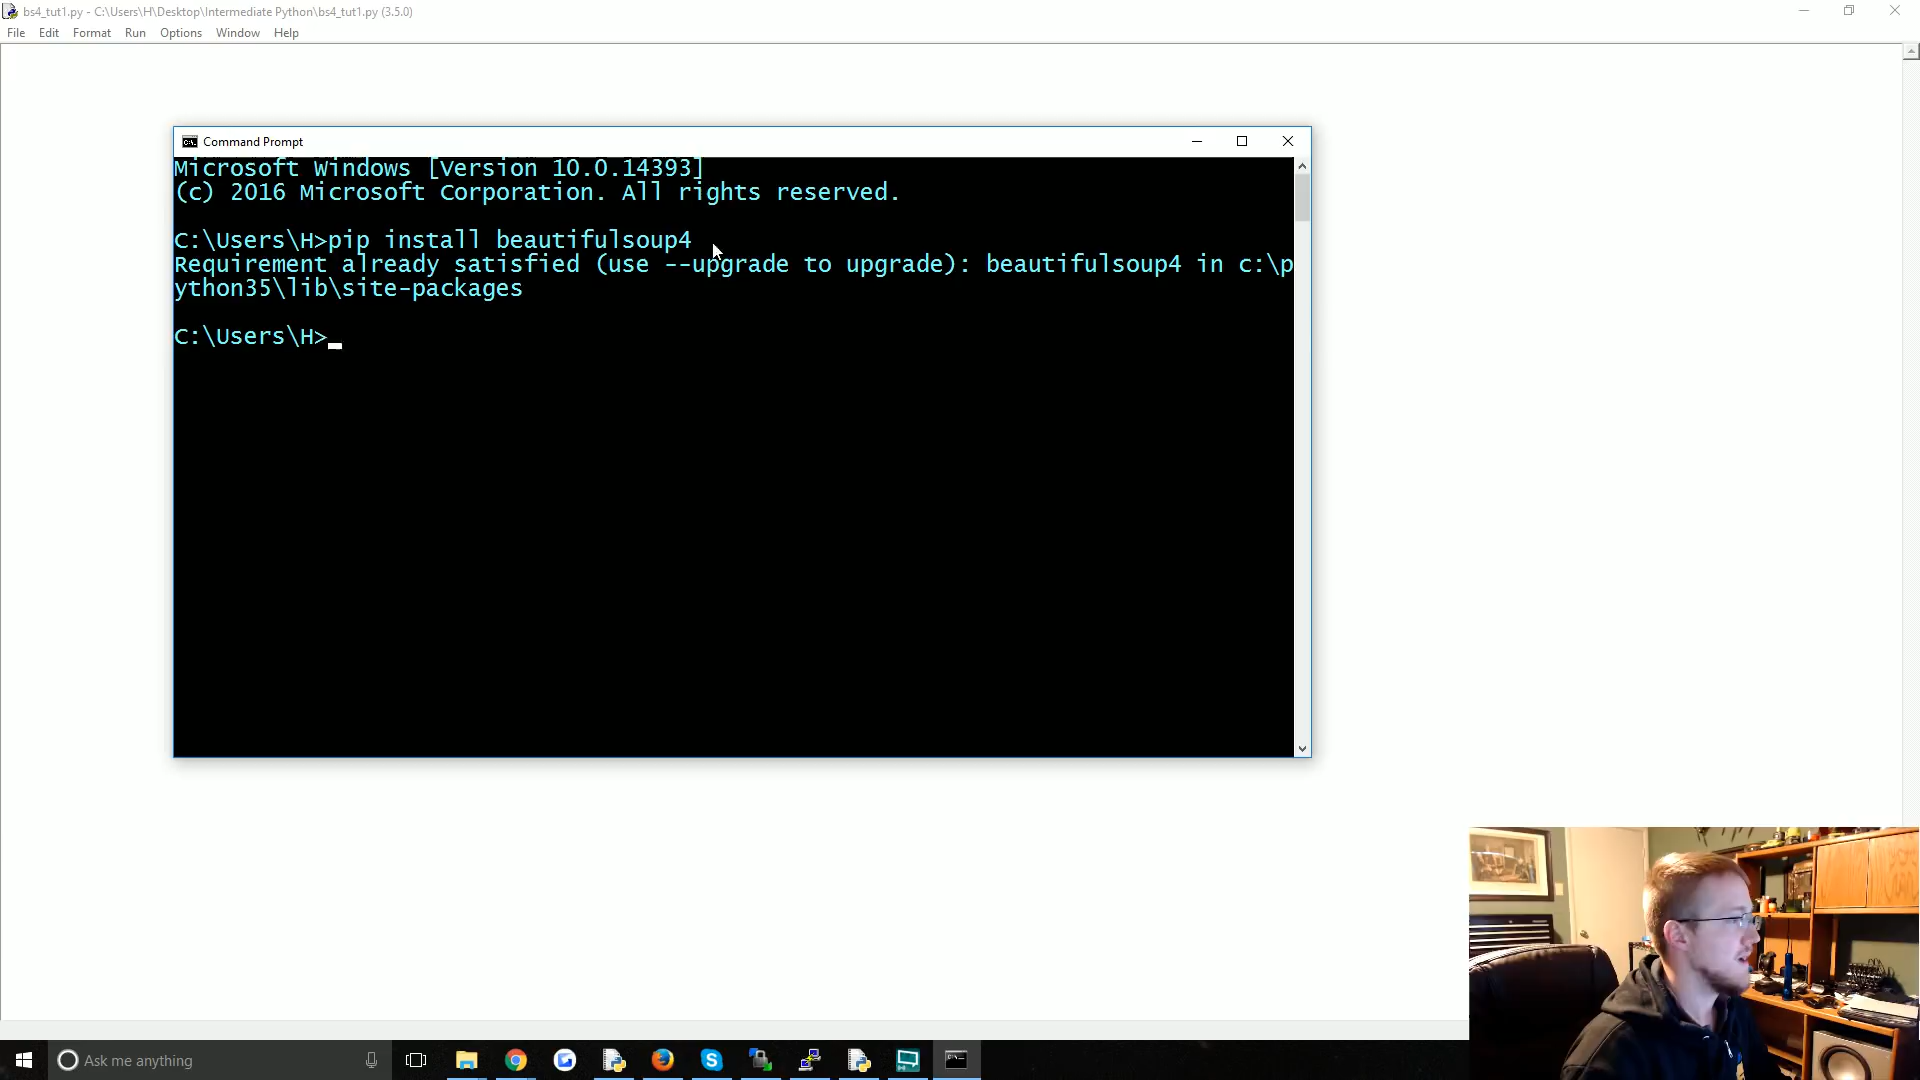 bs4_tut1.py - C:\Users\H\Desktop\Intermediate Python\bs4_tut1.py (3.5.0)
File Edit Format Run Options Window Help
Command Prompt
Microsoft Windows [Version 10.0.14393]
(c) 2016 Microsoft Corporation. All rights reserved.
C:\Users\H>pip install beautifulsoup4
Requirement already satisfied (use --upgrade to upgrade): beautifulsoup4 in c:\p
ython35\lib\site-packages
C:\Users\H>
Ask me anything